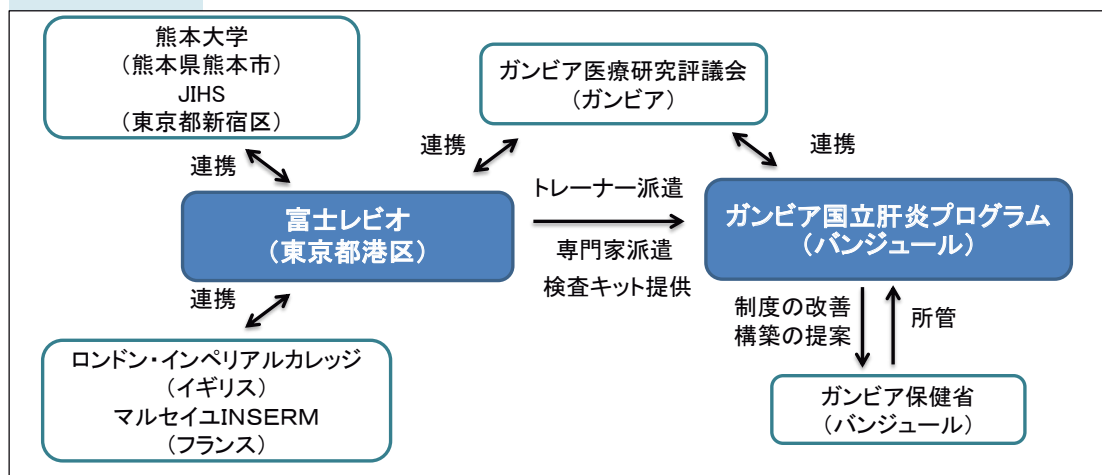 熊本大学
（熊本県熊本市）
JIHS
（東京都新宿区）
ガンビア医療研究評議会
（ガンビア）
連携
連携
連携
富士レビオ
（東京都港区）
トレーナー派遣
専門家派遣
検査キット提供
ガンビア国立肝炎プログラム
（バンジュール）
連携
制度の改善
構築の提案
所管
ロンドン・インペリアルカレッジ
（イギリス）
マルセイユINSERM
（フランス）
ガンビア保健省
（バンジュール）